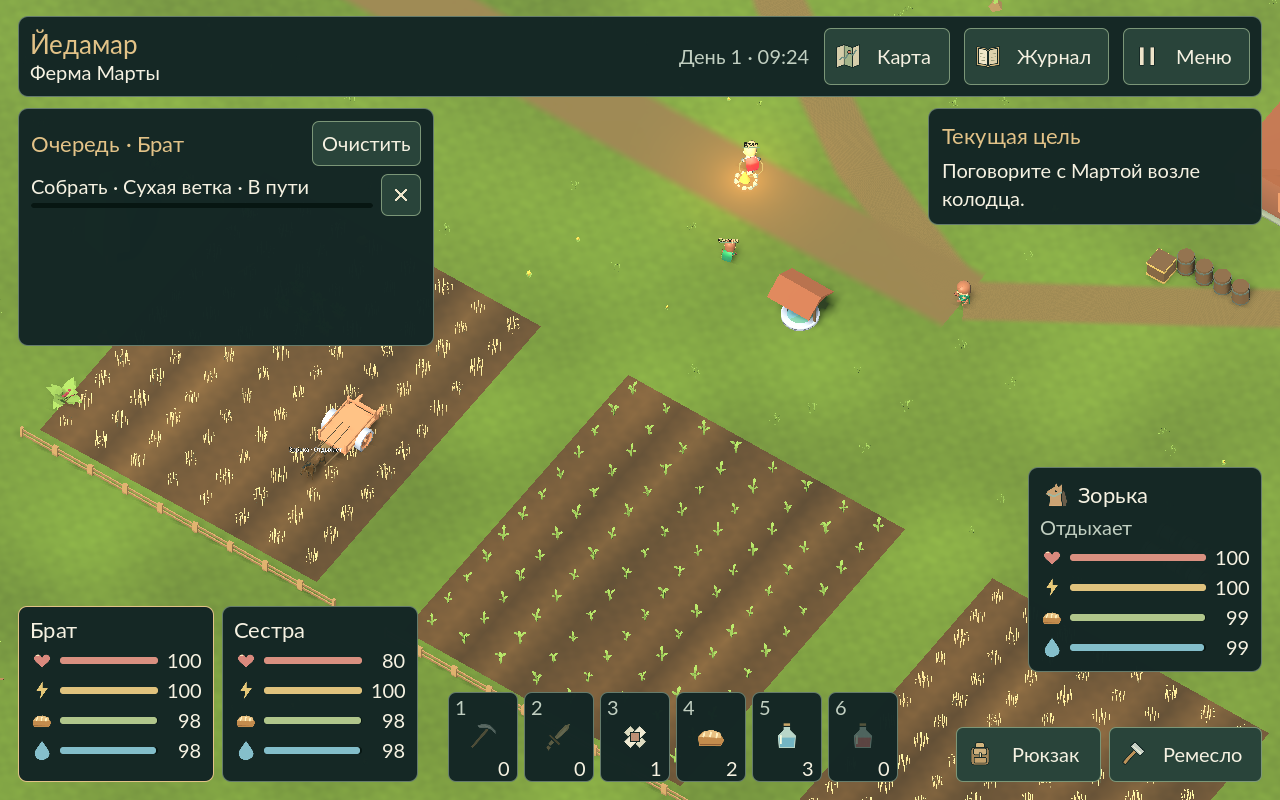 Йедамар
Ферма Марты
День 1 · 09:24
Карта
Журнал
Меню
Очередь · Брат
Очистить
Собрать · Сухая ветка · В пути
Текущая цель
Поговорите с Мартой возле
колодца.
Зорька
Отдыхает
100
100
99
99
Брат
100
100
98
98
Сестра
80
100
98
98
1
0
2
0
3
1
4
2
5
3
6
0
Рюкзак
Ремесло